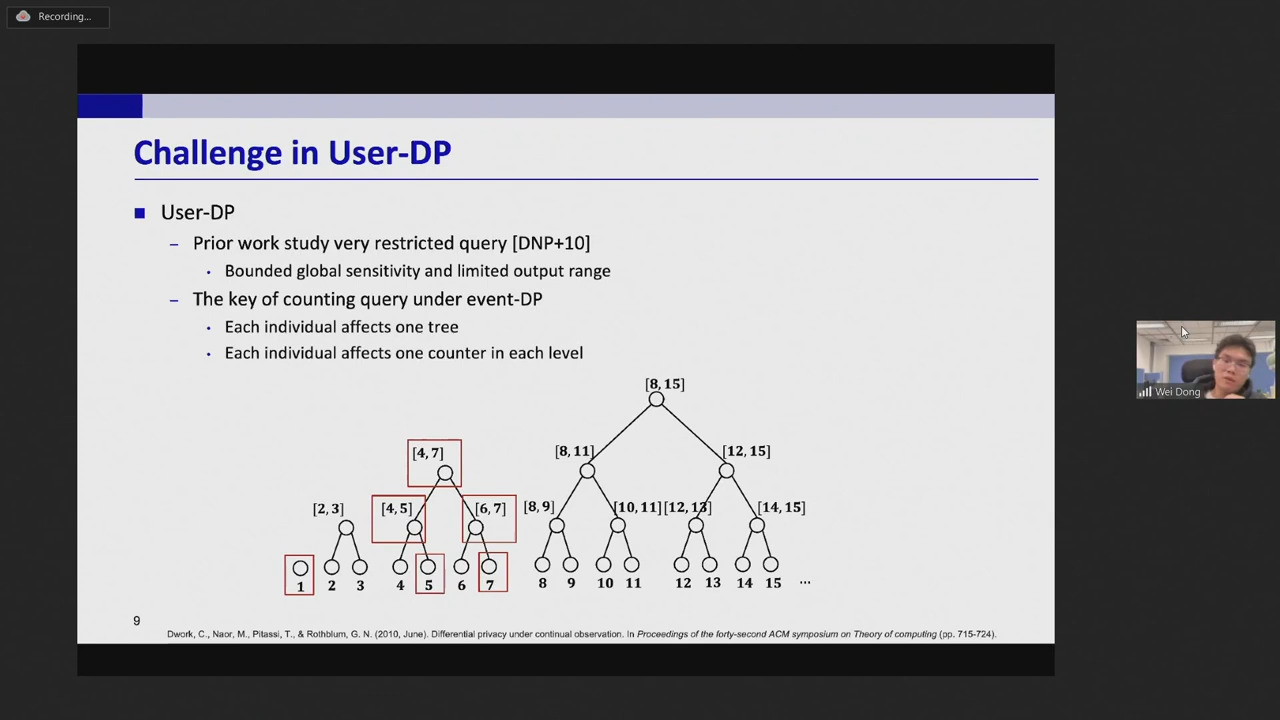 Recording...
Challenge in User-DP
User-DP
– Prior work study very restricted query [DNP+10]
• Bounded global sensitivity and limited output range
– The key of counting query under event-DP
• Each individual affects one tree
• Each individual affects one counter in each level
[8, 15]
[4, 7] [8, 11] [12, 15]
[2, 3] [4, 5] [6, 7] [8, 9] [10, 11] [12, 13] [14, 15]
1 2 3 4 5 6 7 8 9 10 11 12 13 14 15 ...
9
Dwork, C., Naor, M., Pitassi, T., & Rothblum, G. N. (2010, June). Differential privacy under continual observation. In Proceedings of the forty-second ACM symposium on Theory of computing (pp. 715-724).
Wei Dong